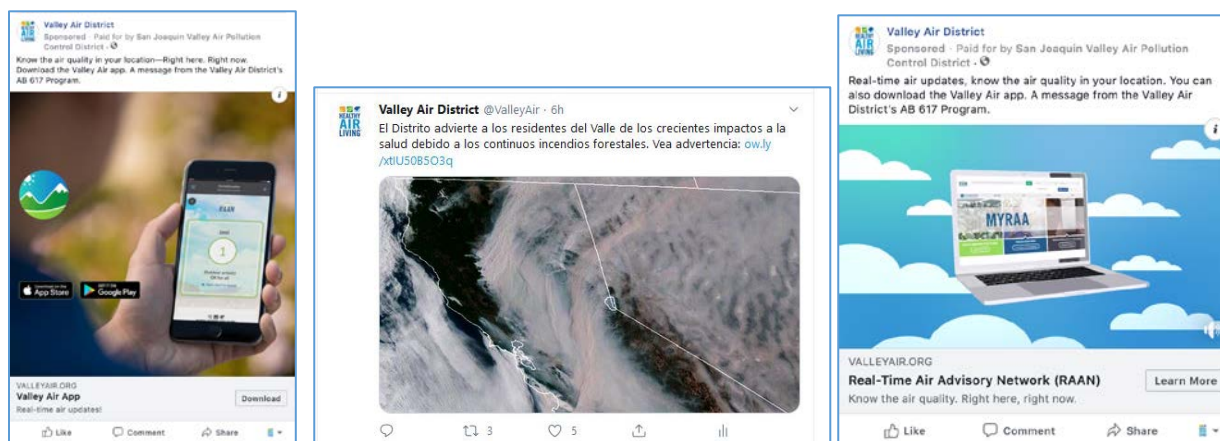 Valley Air District
Sponsored · Paid for by San Joaquin Valley Air Pollution
Control District ·
Know the air quality in your location—Right here. Right now.
Download the Valley Air app. A message from the Valley Air District's
AB 617 Program.
RAAN
1
App Store
Google Play
VALLEYAIR.ORG
Valley Air App
Real-time air updates!
Download
Like
Comment
Share
HEALTHY
AIR
LIVING
Valley Air District @ValleyAir · 6h
El Distrito advierte a los residentes del Valle de los crecientes impactos a la
salud debido a los continuos incendios forestales. Vea advertencia: ow.ly
/xtIU50B5O3q
3
5
HEALTHY
AIR
LIVING
Valley Air District
Sponsored · Paid for by San Joaquin Valley Air Pollution
Control District ·
Real-time air updates, know the air quality in your location. You can
also download the Valley Air app. A message from the Valley Air
District's AB 617 Program.
MYRAA
VALLEYAIR.ORG
Real-Time Air Advisory Network (RAAN)
Know the air quality. Right here, right now.
Learn More
Like
Comment
Share